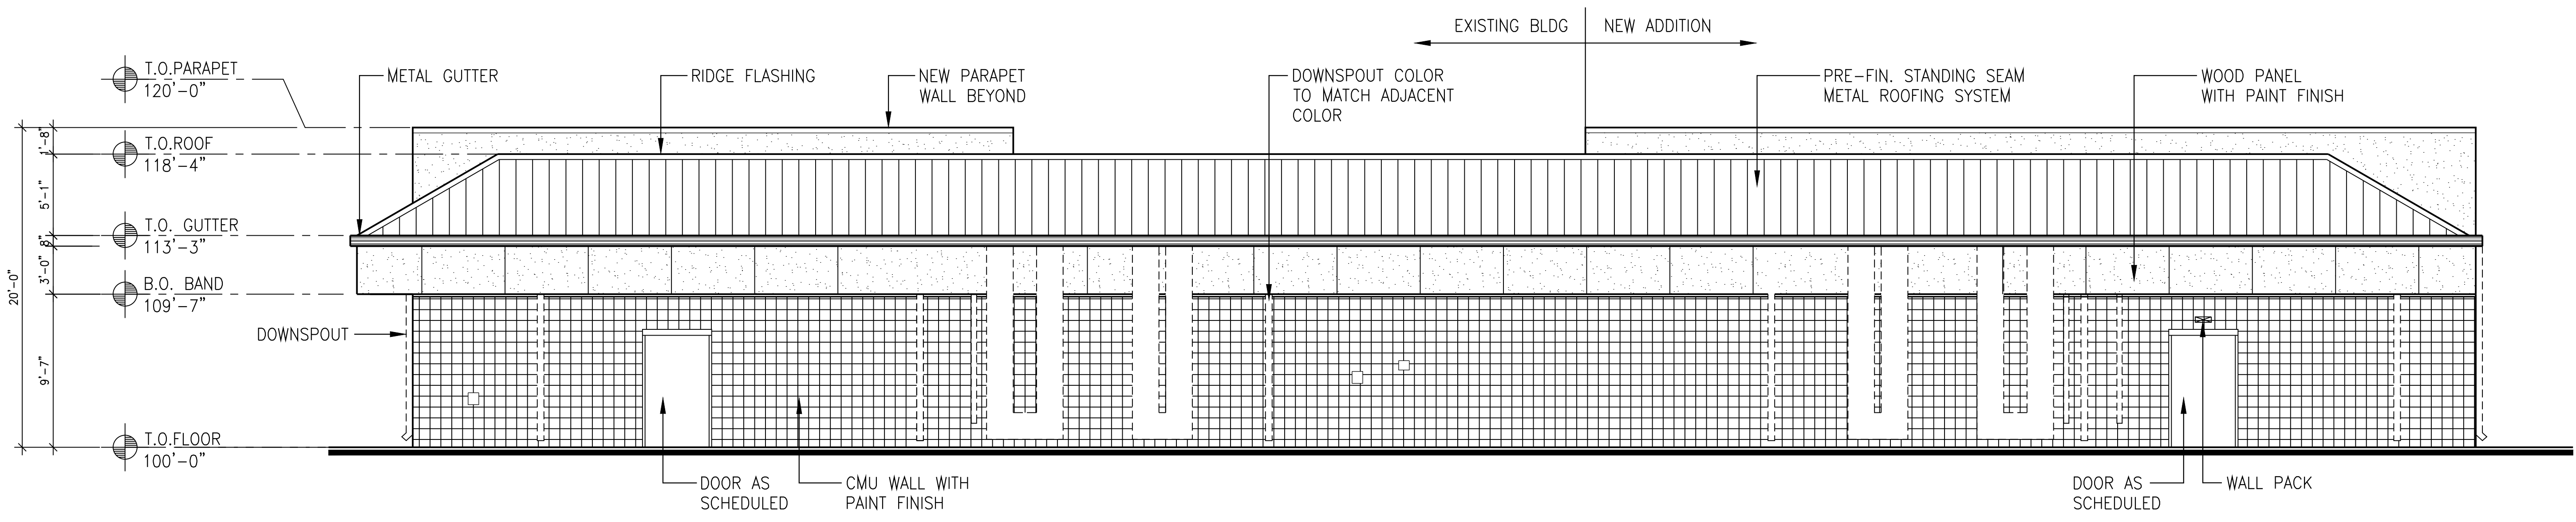 EXISTING BLDG
NEW ADDITION
T.O.PARAPET
120'-0"
METAL GUTTER
RIDGE FLASHING
NEW PARAPET
WALL BEYOND
DOWNSPOUT COLOR
TO MATCH ADJACENT
COLOR
PRE-FIN. STANDING SEAM
METAL ROOFING SYSTEM
WOOD PANEL
WITH PAINT FINISH
T.O.ROOF
118'-4"
T.O. GUTTER
113'-3"
B.O. BAND
109'-7"
T.O.FLOOR
100'-0"
20'-0"
1'-8"
5'-1"
8"
3'-0"
9'-7"
DOWNSPOUT
DOOR AS
SCHEDULED
CMU WALL WITH
PAINT FINISH
DOOR AS
SCHEDULED
WALL PACK